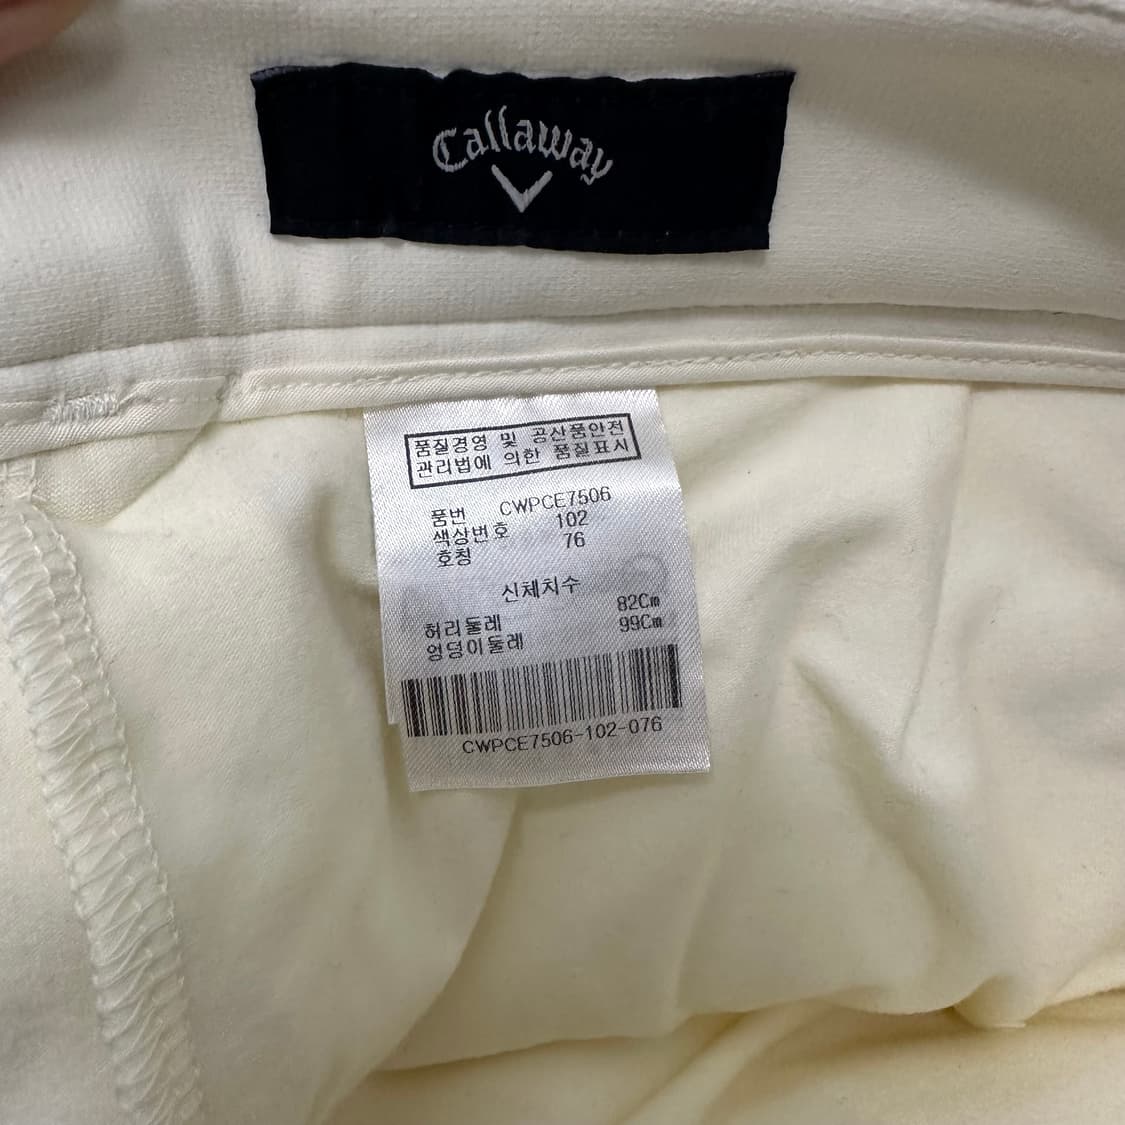 Callaway
품질경영 및 공산품안전
관리법에 의한 품질표시
품번 CWPCE7506
색상번호 102
호칭 76
신체치수
허리둘레 82Cm
엉덩이둘레 99Cm
CWPCE7506-102-076